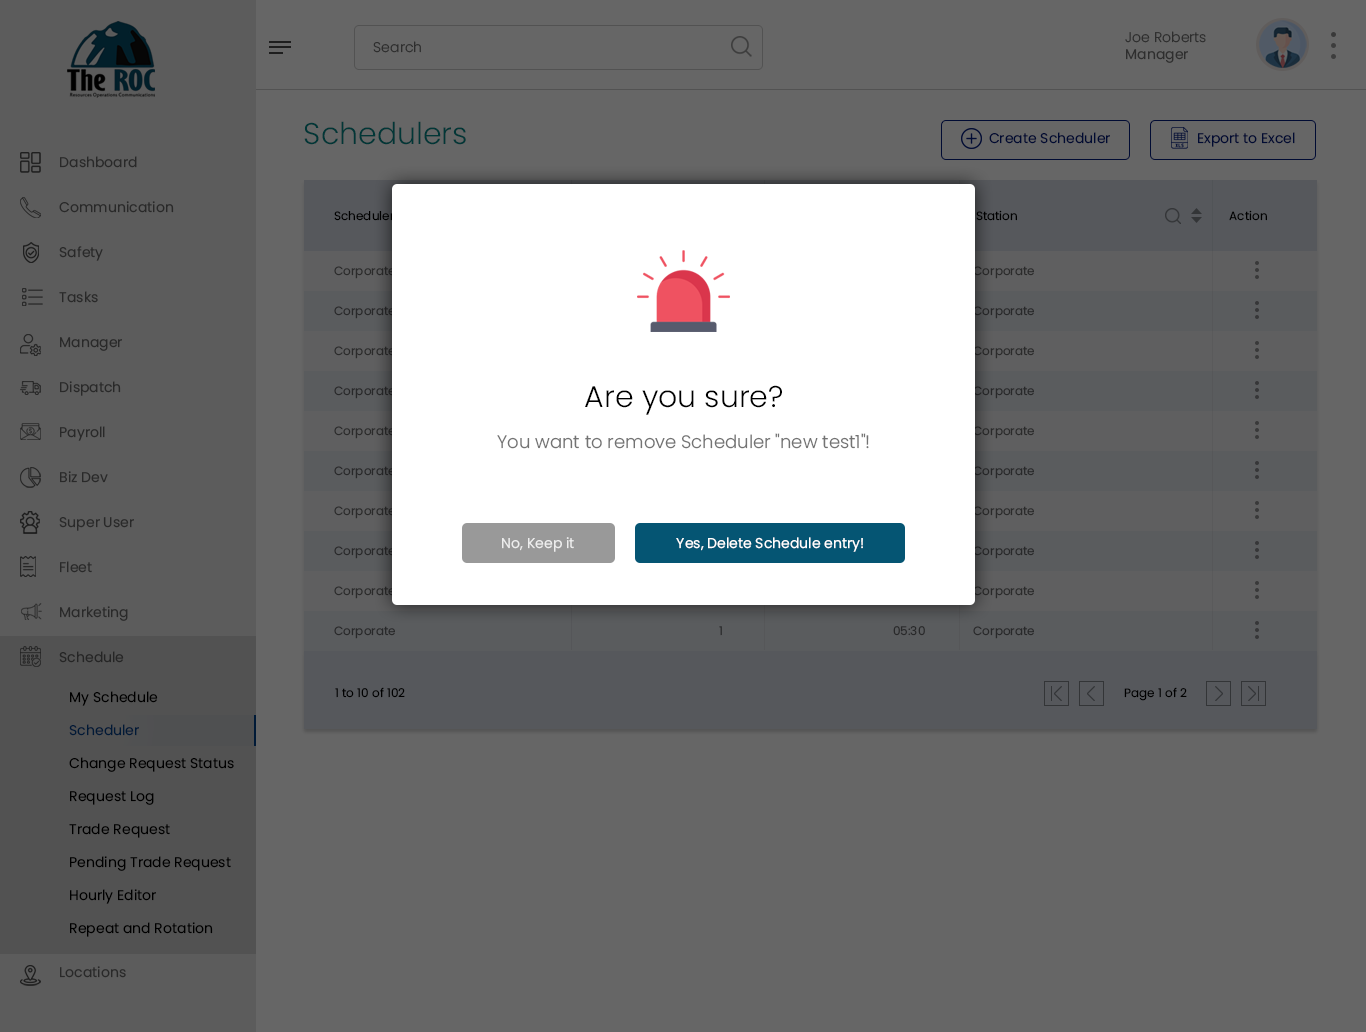 The ROC
Resources Operations Communications
Search
Joe Roberts
Manager
Dashboard
Communication
Safety
Tasks
Manager
Dispatch
Payroll
Biz Dev
Super User
Fleet
Marketing
Schedule
My Schedule
Scheduler
Change Request Status
Request Log
Trade Request
Pending Trade Request
Hourly Editor
Repeat and Rotation
Locations
Schedulers
Create Scheduler
XLS
Export to Excel
Scheduler Station Action
Corporate Corporate
Corporate Corporate
Corporate Corporate
Corporate Corporate
Corporate Corporate
Corporate Corporate
Corporate Corporate
Corporate Corporate
Corporate Corporate
Corporate 1 05:30 Corporate
1 to 10 of 102
Page 1 of 2
Are you sure?
You want to remove Scheduler "new test1"!
No, Keep it
Yes, Delete Schedule entry!